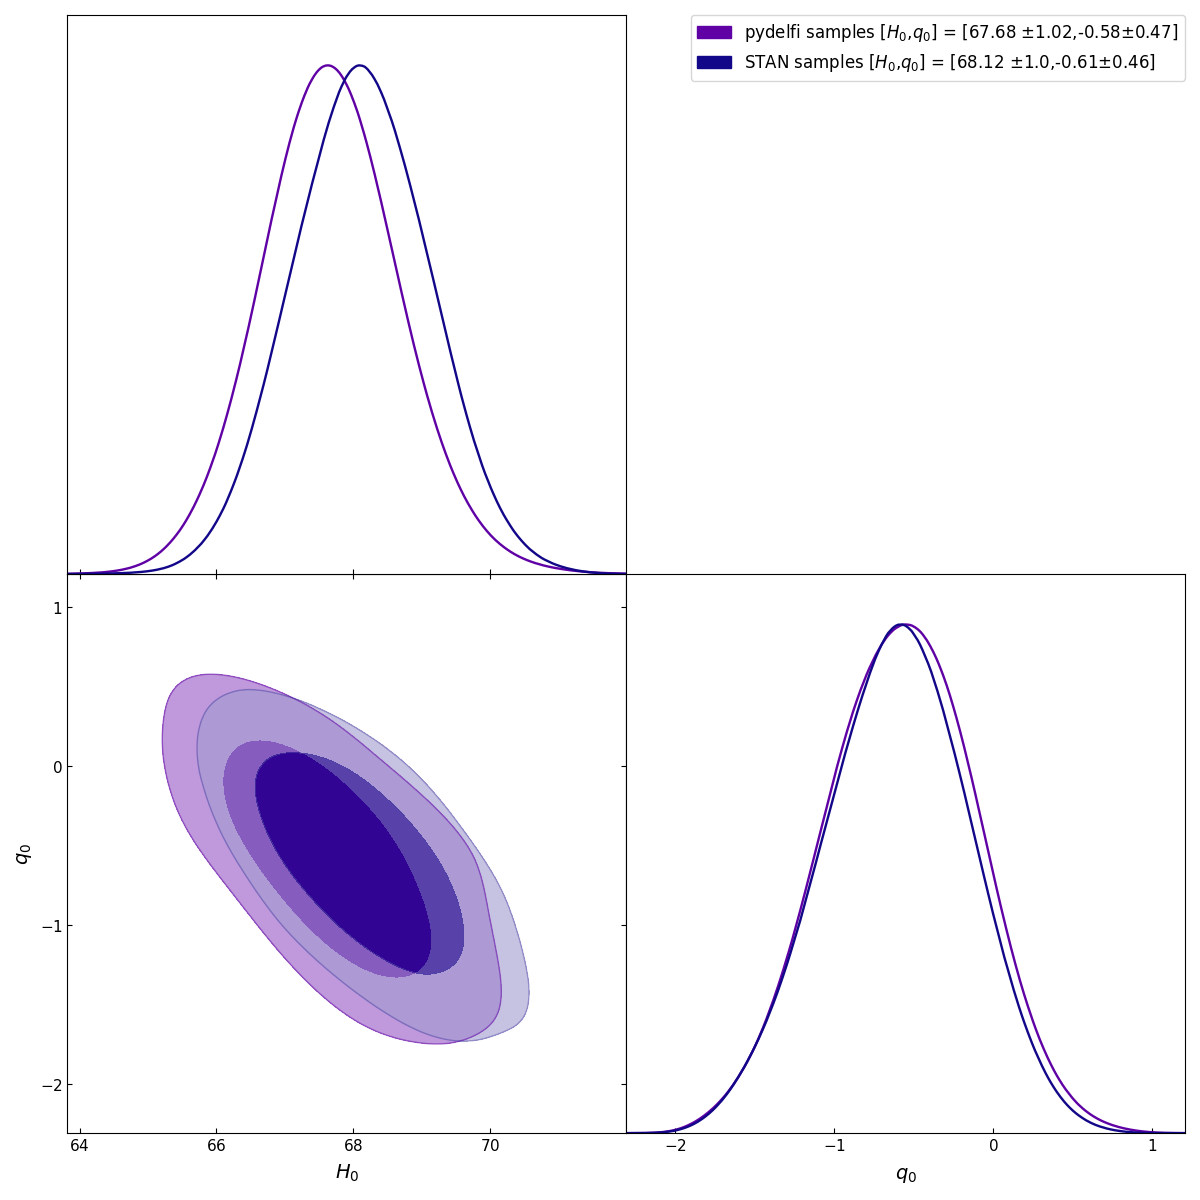 pydelfi samples [H₀,q₀] = [67.68 ±1.02,-0.58±0.47]
STAN samples [H₀,q₀] = [68.12 ±1.0,-0.61±0.46]
1
0
−1
−2
q₀
64 66 68 70
H₀
−2 −1 0 1
q₀